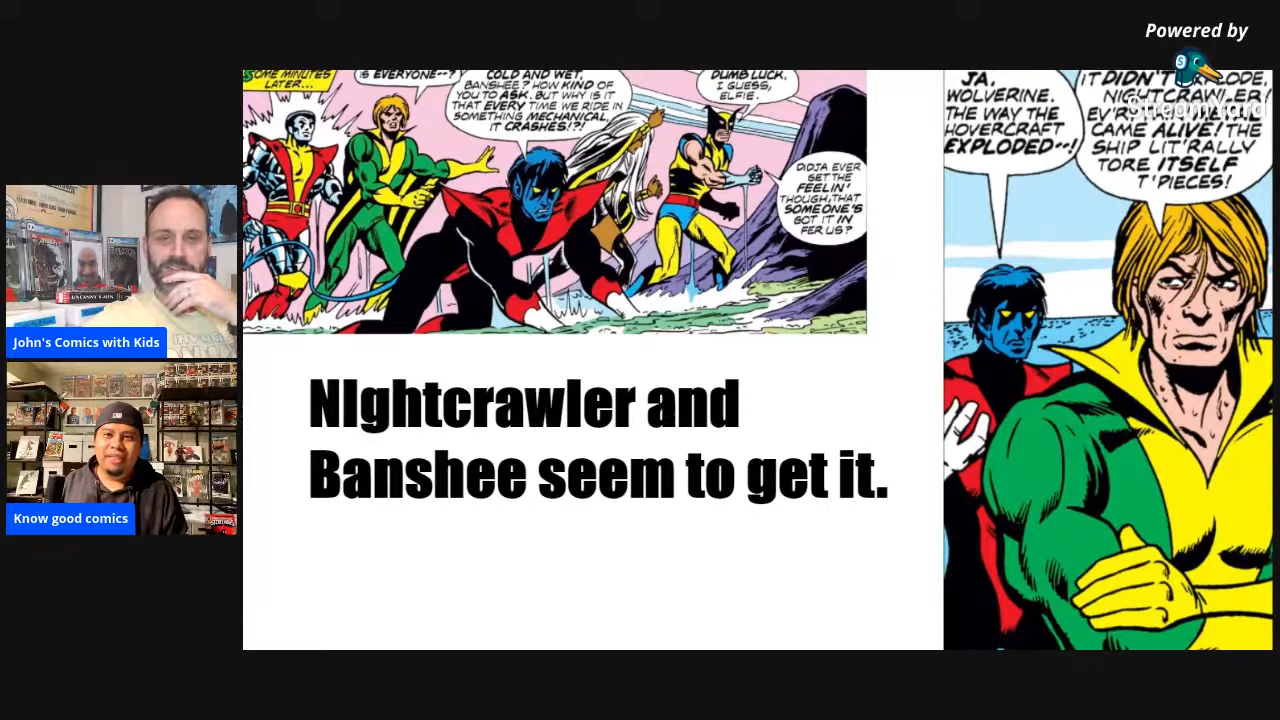 Powered by
StreamYard
SOME MINUTES
LATER...
IS EVERYONE--?
COLD AND WET,
BANSHEE? HOW KIND OF
YOU TO ASK. BUT WHY IS IT
THAT EVERY TIME WE RIDE IN
SOMETHING MECHANICAL,
IT CRASHES!?!
DUMB LUCK,
I GUESS,
ELFIE.
DIDJA EVER
GET THE
FEELIN'
THOUGH, THAT
SOMEONE'S
GOT IT IN
FER US?
JA,
WOLVERINE.
THE WAY THE
HOVERCRAFT
EXPLODED--!
IT DIDN'T
NIGHTCRAWLER!
CAME ALIVE! THE
SHIP LIT'RALLY
TORE ITSELF
T'PIECES!
NIghtcrawler and
Banshee seem to get it.
UNCANNY X-MEN
John's Comics with Kids
Know good comics